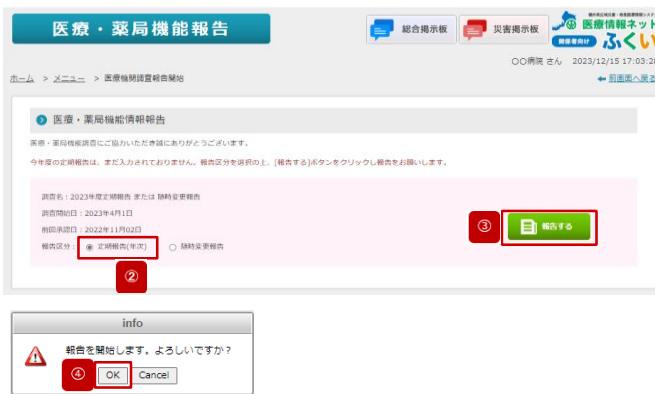 医療・薬局機能報告
総合掲示板
災害掲示板
医療情報ネット
関係者向け ふくい
〇〇病院 さん 2023/12/15 17:03:28
ホーム > メニュー > 医療機関調査報告開始
前画面へ戻る
医療・薬局機能情報報告
医療・薬局機能調査にご協力いただき誠にありがとうございます。
今年度の定期報告は、まだ入力されておりません。報告区分を選択の上、[報告する]ボタンをクリックし報告をお願いします。
調査名：2023年度定期報告 または 随時変更報告
調査開始日：2023年4月1日
前回承認日：2022年11月02日
報告区分： 定期報告(年次) 随時変更報告
②
③ 報告する
info
報告を開始します。よろしいですか？
④ OK Cancel